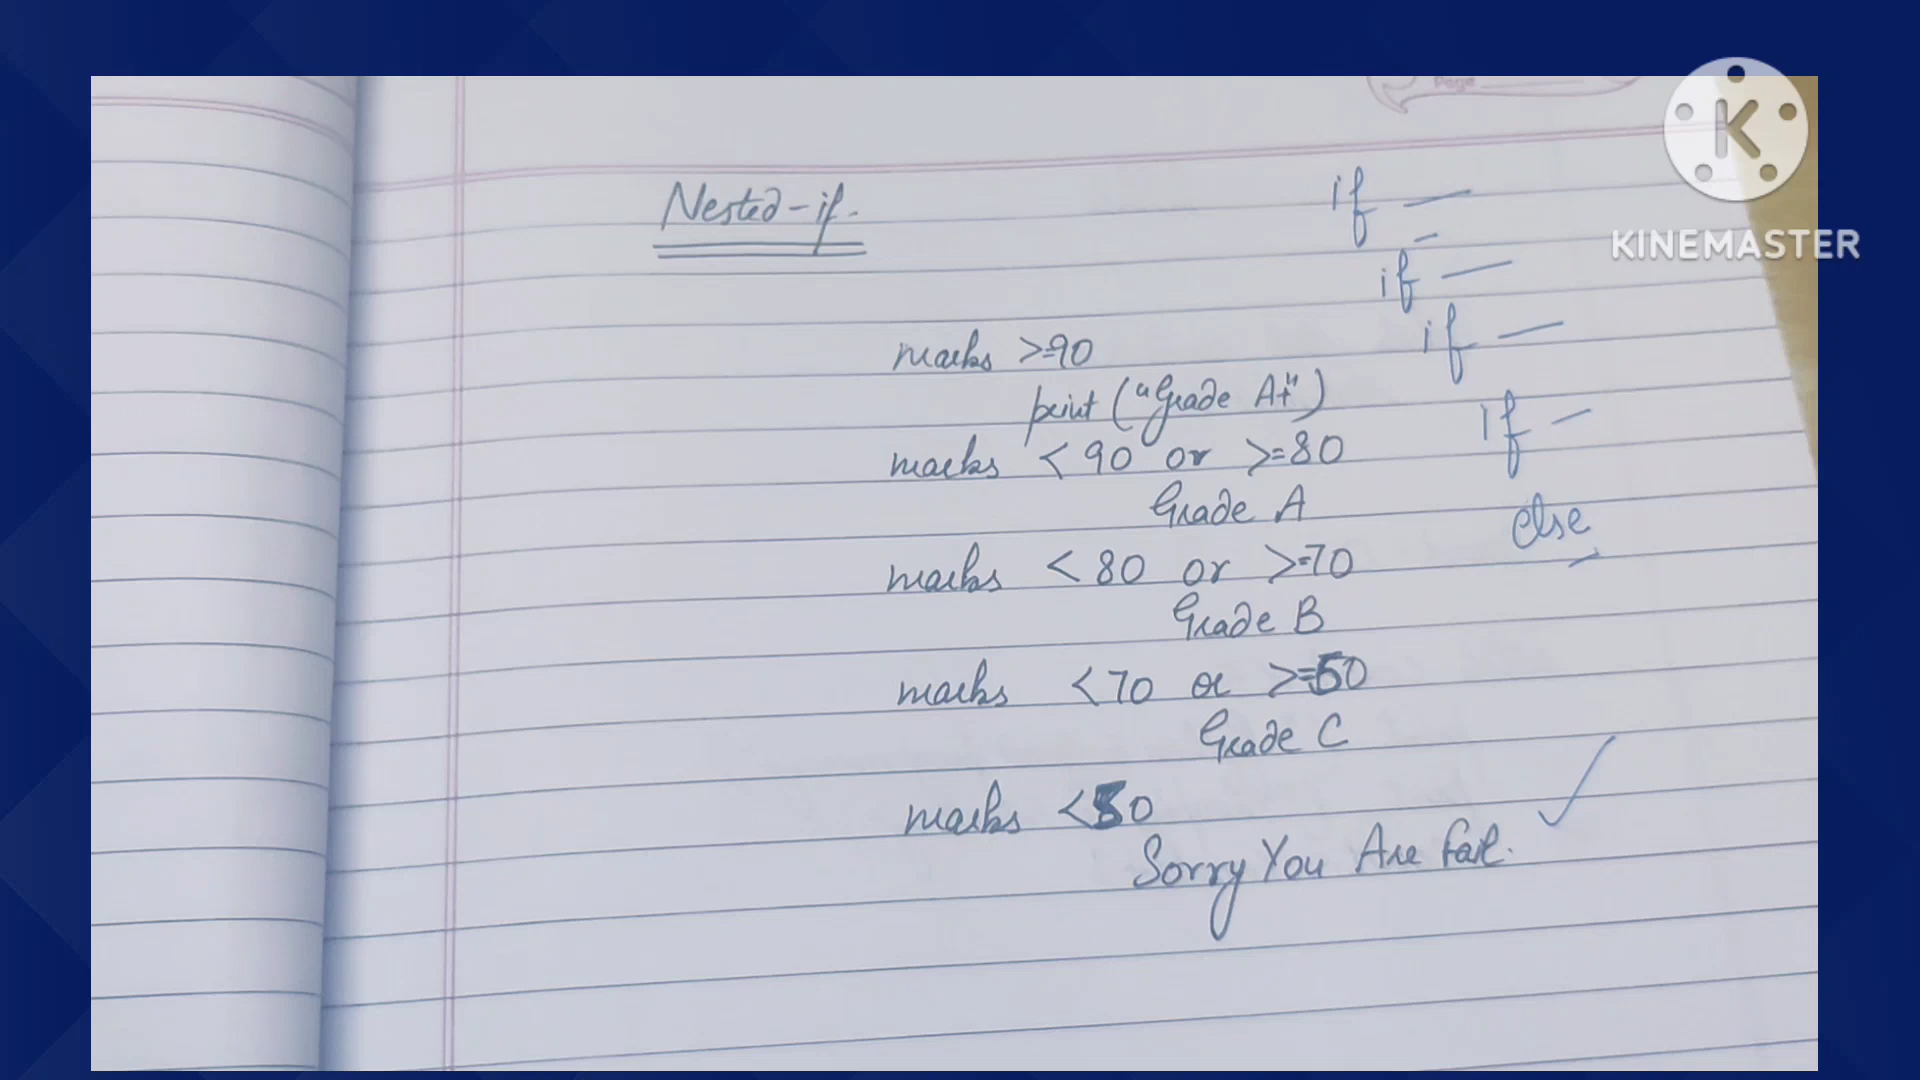 Page
Nested-if.
if —
if —
if —
if —
else
marks >=90
print ("Grade A+")
marks < 90 or >=80
Grade A
marks < 80 or >=70
Grade B
marks < 70 or >=50
Grade C
marks <50
Sorry You Are Fail.
KINEMASTER